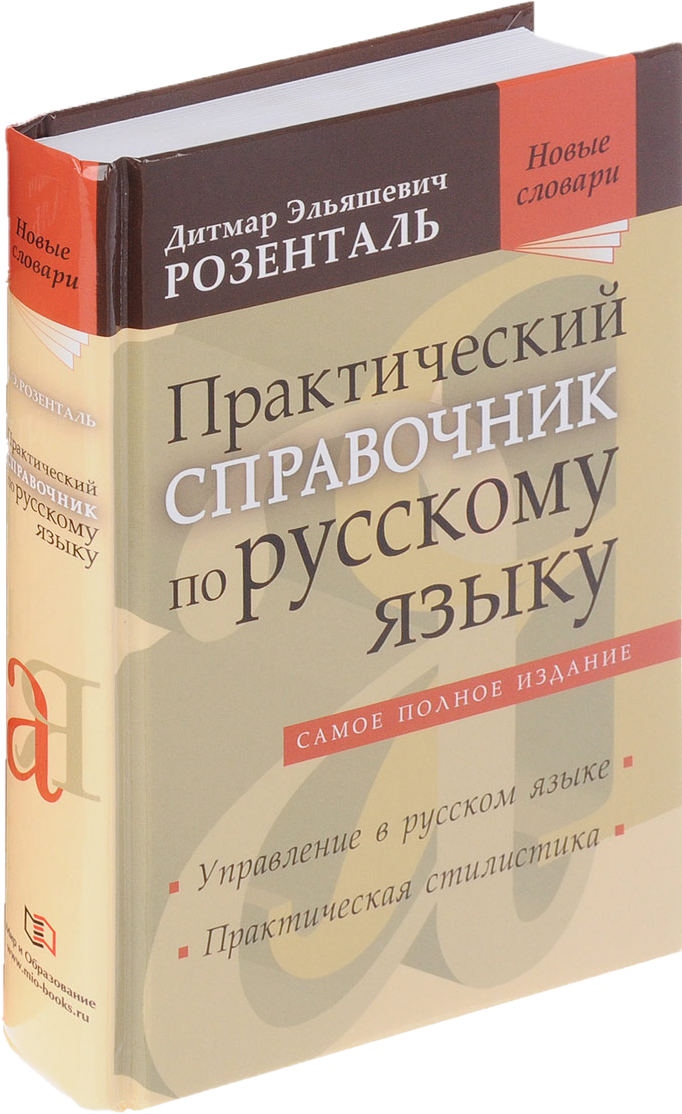 Новые
словари
Дитмар Эльяшевич
РОЗЕНТАЛЬ
Практический
СПРАВОЧНИК
по русскому
языку
САМОЕ ПОЛНОЕ ИЗДАНИЕ
Управление в русском языке
Практическая стилистика
Новые
словари
РОЗЕНТАЛЬ
Практический
СПРАВОЧНИК
по русскому
языку
а Я
и Образование
www.mio-books.ru